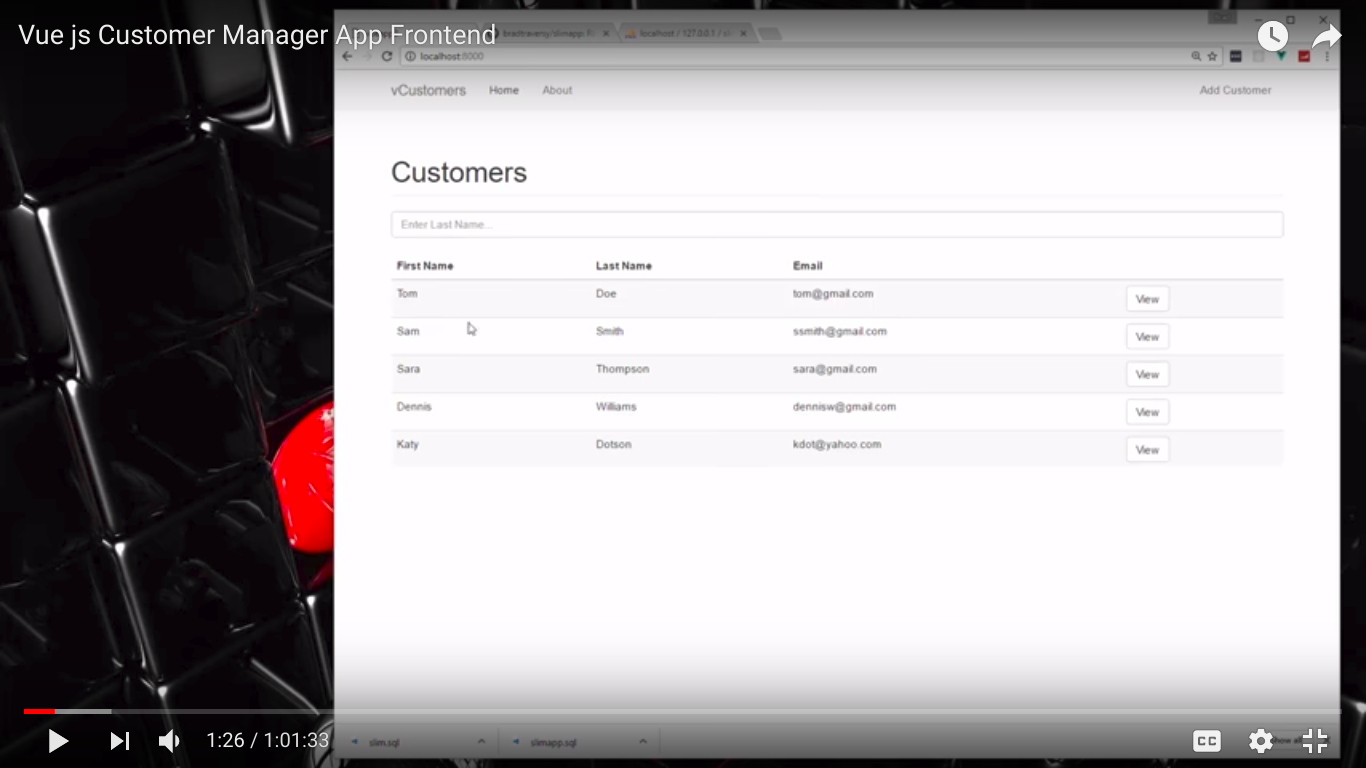 Vue js Customer Manager App Frontend
bradtraversy/slimapp:
localhost / 127.0.0.1 /
localhost:8000
vCustomers Home About Add Customer
Customers
Enter Last Name...
First Name Last Name Email
Tom Doe tom@gmail.com View
Sam Smith ssmith@gmail.com View
Sara Thompson sara@gmail.com View
Dennis Williams dennisw@gmail.com View
Katy Dotson kdot@yahoo.com View
slim.sql slimapp.sql
1:26 / 1:01:33 CC